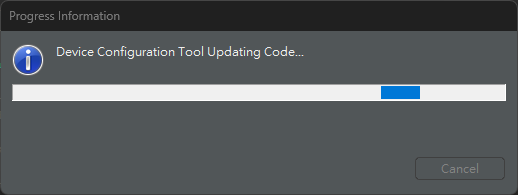 Progress Information
Device Configuration Tool Updating Code...
Cancel